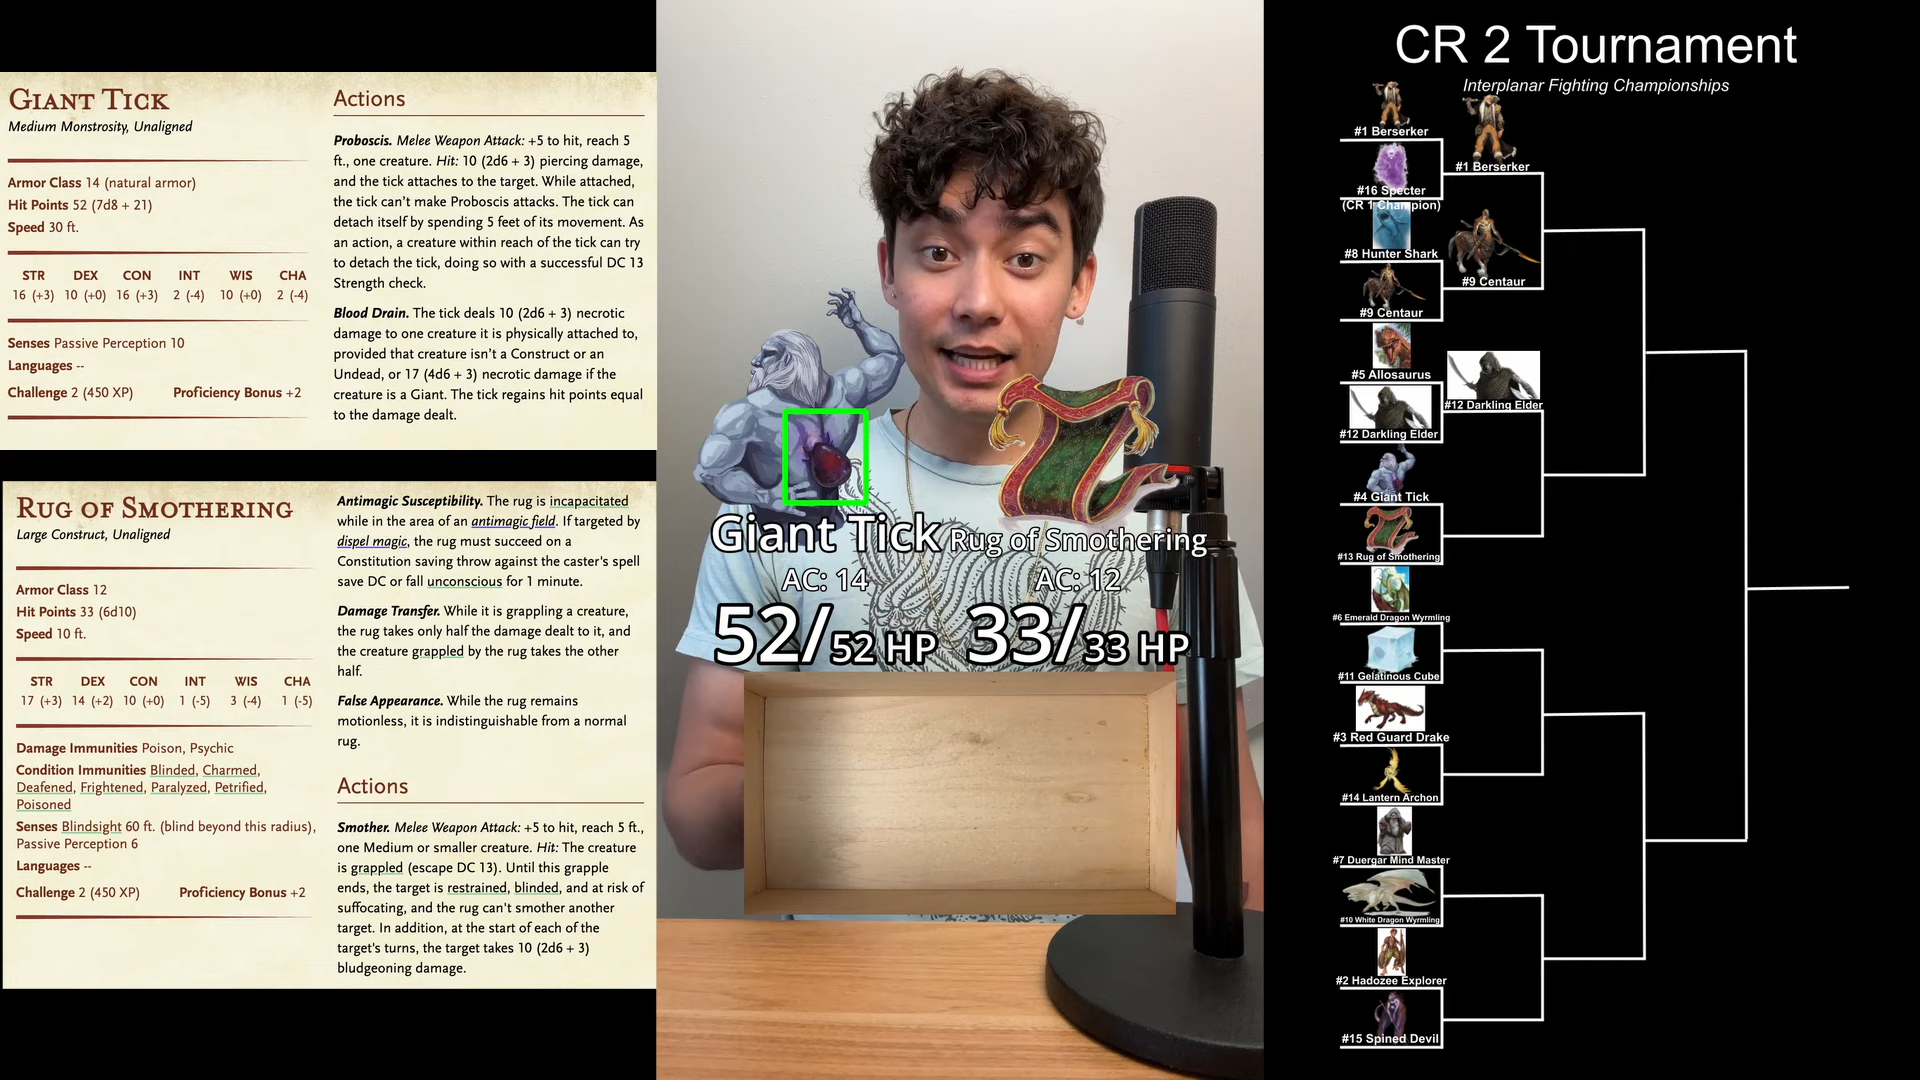 GIANT TICK
Medium Monstrosity, Unaligned
Armor Class 14 (natural armor)
Hit Points 52 (7d8 + 21)
Speed 30 ft.
STR DEX CON INT WIS CHA
16 (+3) 10 (+0) 16 (+3) 2 (-4) 10 (+0) 2 (-4)
Senses Passive Perception 10
Languages --
Challenge 2 (450 XP) Proficiency Bonus +2
Actions
Proboscis. Melee Weapon Attack: +5 to hit, reach 5
ft., one creature. Hit: 10 (2d6 + 3) piercing damage,
and the tick attaches to the target. While attached,
the tick can't make Proboscis attacks. The tick can
detach itself by spending 5 feet of its movement. As
an action, a creature within reach of the tick can try
to detach the tick, doing so with a successful DC 13
Strength check.
Blood Drain. The tick deals 10 (2d6 + 3) necrotic
damage to one creature it is physically attached to,
provided that creature isn't a Construct or an
Undead, or 17 (4d6 + 3) necrotic damage if the
creature is a Giant. The tick regains hit points equal
to the damage dealt.
RUG OF SMOTHERING
Large Construct, Unaligned
Armor Class 12
Hit Points 33 (6d10)
Speed 10 ft.
STR DEX CON INT WIS CHA
17 (+3) 14 (+2) 10 (+0) 1 (-5) 3 (-4) 1 (-5)
Damage Immunities Poison, Psychic
Condition Immunities Blinded, Charmed,
Deafened, Frightened, Paralyzed, Petrified,
Poisoned
Senses Blindsight 60 ft. (blind beyond this radius),
Passive Perception 6
Languages --
Challenge 2 (450 XP) Proficiency Bonus +2
Antimagic Susceptibility. The rug is incapacitated
while in the area of an antimagic field. If targeted by
dispel magic, the rug must succeed on a
Constitution saving throw against the caster's spell
save DC or fall unconscious for 1 minute.
Damage Transfer. While it is grappling a creature,
the rug takes only half the damage dealt to it, and
the creature grappled by the rug takes the other
half.
False Appearance. While the rug remains
motionless, it is indistinguishable from a normal
rug.
Actions
Smother. Melee Weapon Attack: +5 to hit, reach 5 ft.,
one Medium or smaller creature. Hit: The creature
is grappled (escape DC 13). Until this grapple
ends, the target is restrained, blinded, and at risk of
suffocating, and the rug can't smother another
target. In addition, at the start of each of the
target's turns, the target takes 10 (2d6 + 3)
bludgeoning damage.
Giant Tick
AC: 14
52/52 HP
Rug of Smothering
AC: 12
33/33 HP
CR 2 Tournament
Interplanar Fighting Championships
#1 Berserker
#16 Specter
(CR 1 Champion)
#8 Hunter Shark
#9 Centaur
#5 Allosaurus
#12 Darkling Elder
#4 Giant Tick
#13 Rug of Smothering
#6 Emerald Dragon Wyrmling
#11 Gelatinous Cube
#3 Red Guard Drake
#14 Lantern Archon
#7 Duergar Mind Master
#10 White Dragon Wyrmling
#2 Hadozee Explorer
#15 Spined Devil
#1 Berserker
#9 Centaur
#12 Darkling Elder